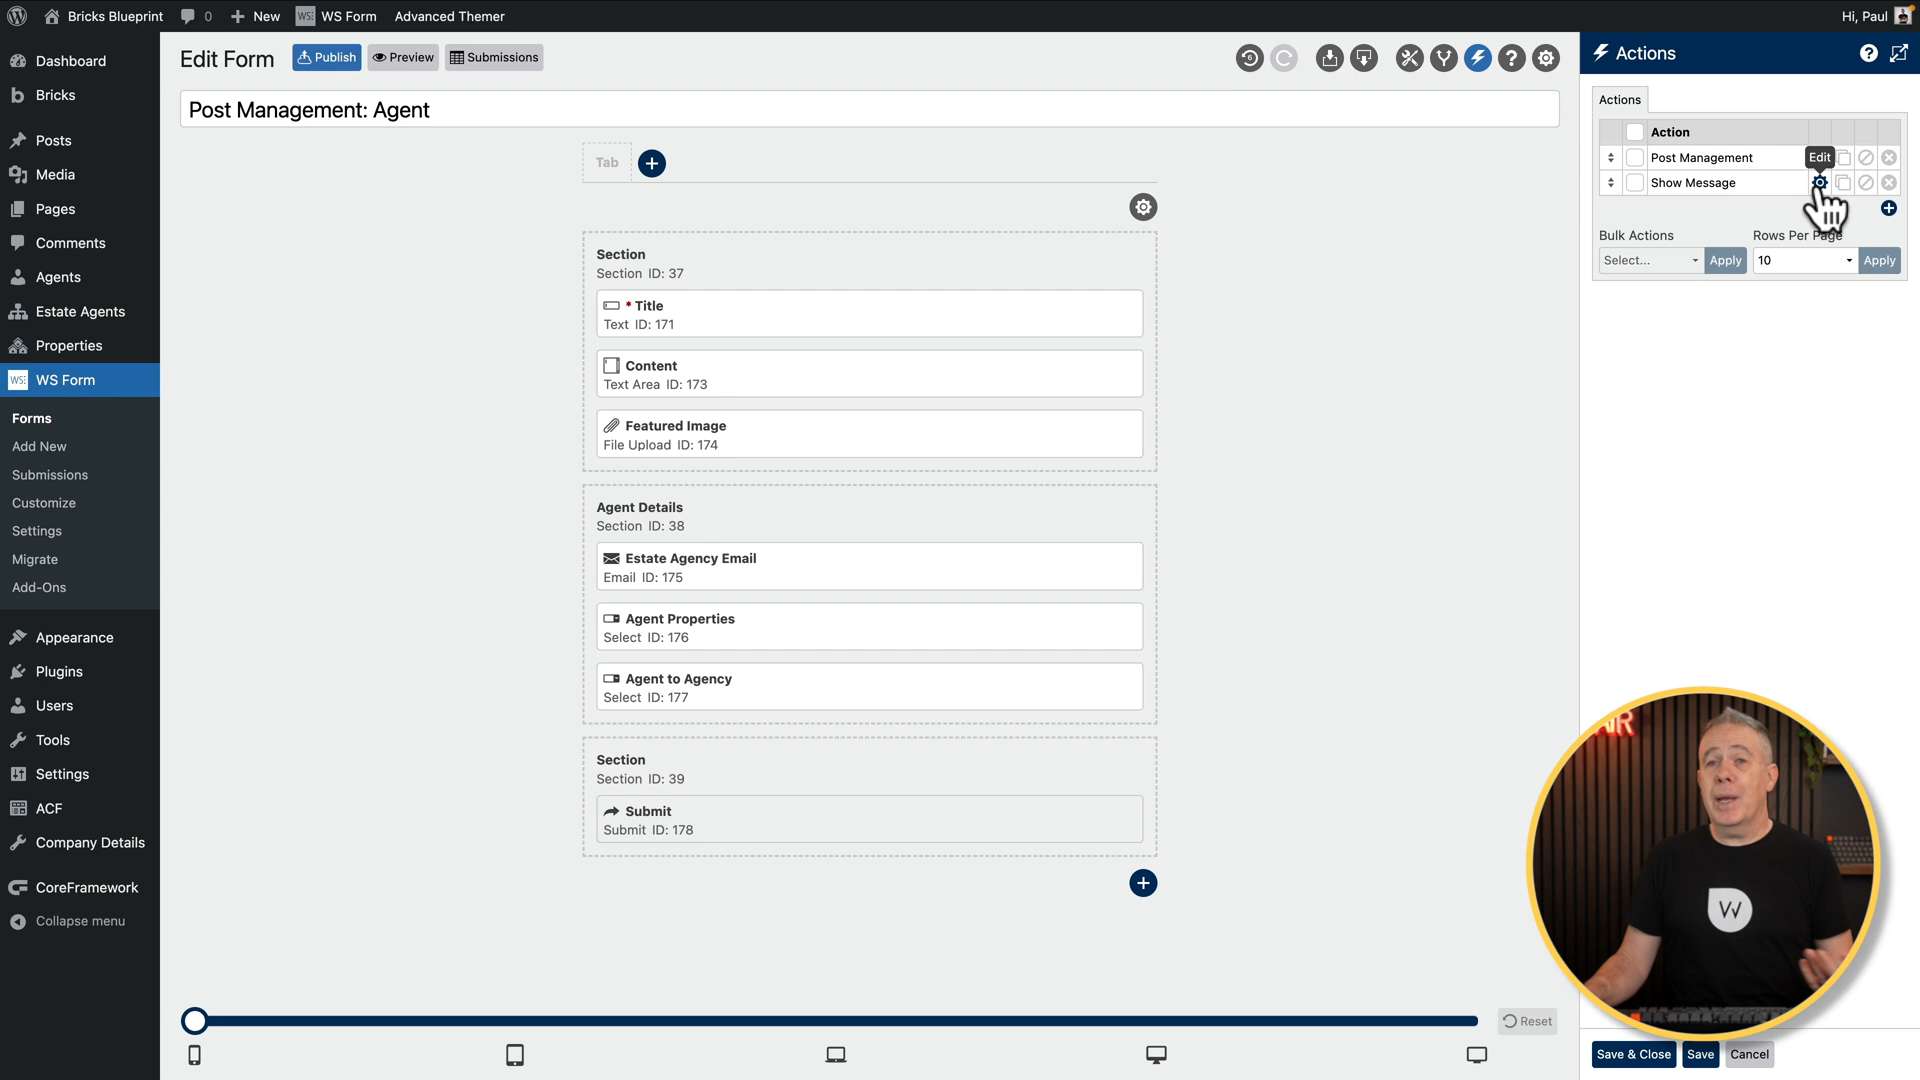 Bricks Blueprint
0
New
WS Form
Advanced Themer
Hi, Paul
Dashboard
Bricks
Posts
Media
Pages
Comments
Agents
Estate Agents
Properties
WS Form
Forms
Add New
Submissions
Customize
Settings
Migrate
Add-Ons
Appearance
Plugins
Users
Tools
Settings
ACF
Company Details
CoreFramework
Collapse menu
Edit Form
Publish
Preview
Submissions
Post Management: Agent
Tab
Section
Section ID: 37
* Title
Text ID: 171
Content
Text Area ID: 173
Featured Image
File Upload ID: 174
Agent Details
Section ID: 38
Estate Agency Email
Email ID: 175
Agent Properties
Select ID: 176
Agent to Agency
Select ID: 177
Section
Section ID: 39
Submit
Submit ID: 178
Reset
Actions
Actions
Action
Post Management
Edit
Show Message
Bulk Actions
Rows Per Page
Select...
Apply
10
Apply
AIR
W
Save & Close
Save
Cancel